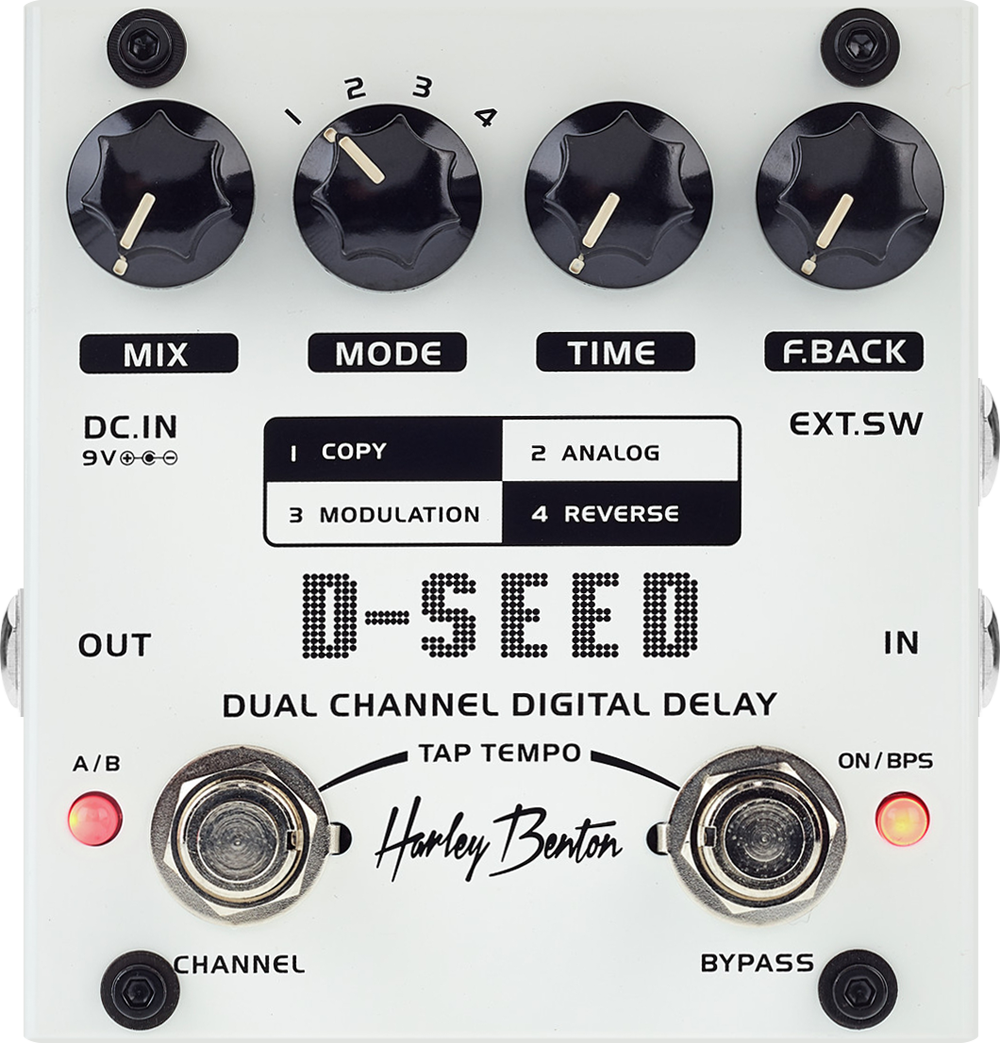 1 2 3 4
MIX MODE TIME F.BACK
DC.IN
9V
EXT.SW
1 COPY 2 ANALOG
3 MODULATION 4 REVERSE
D-SEED
OUT IN
DUAL CHANNEL DIGITAL DELAY
TAP TEMPO
A/B ON/BPS
Harley Benton
CHANNEL BYPASS